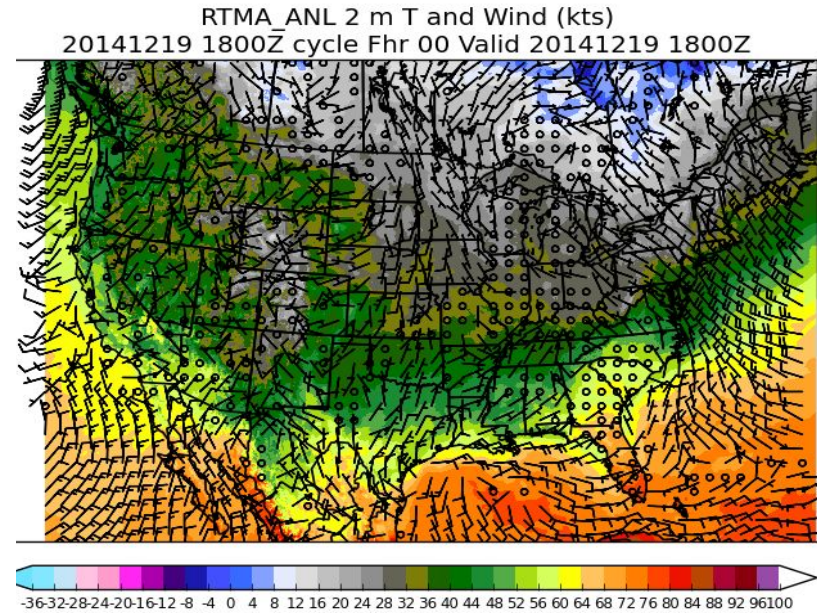 RTMA_ANL 2 m T and Wind (kts)
20141219 1800Z cycle Fhr 00 Valid 20141219 1800Z
-36-32-28-24-20-16-12 -8 -4 0 4 8 12 16 20 24 28 32 36 40 44 48 52 56 60 64 68 72 76 80 84 88 92 96100